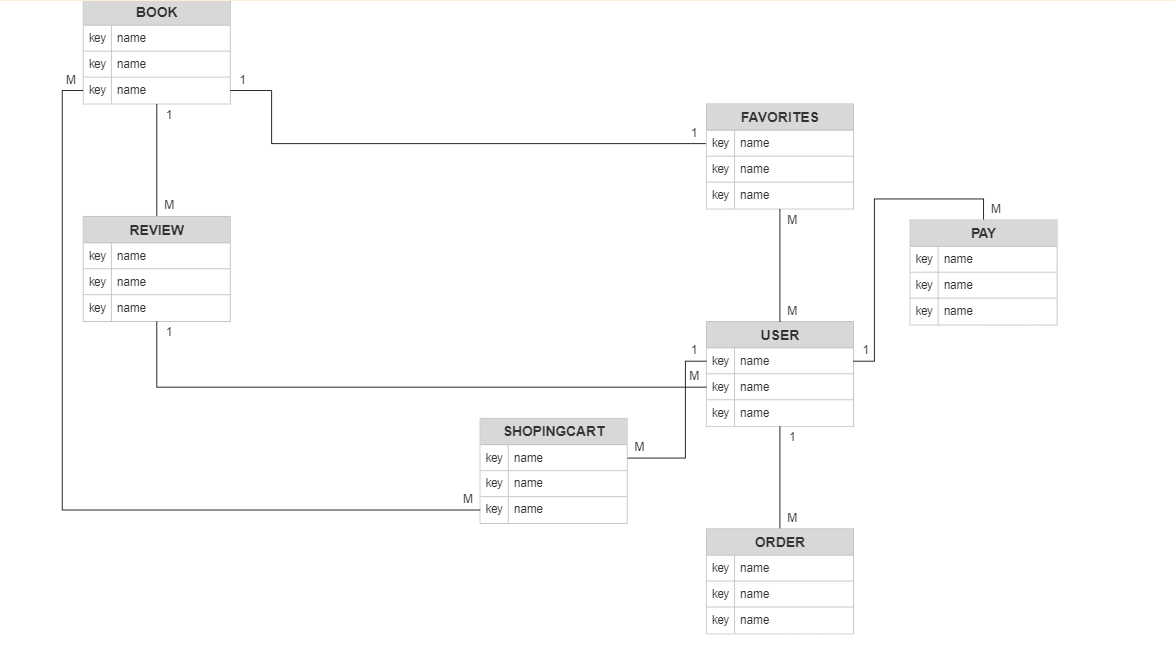 BOOK
key name
key name
M key name 1
1
M
REVIEW
key name
key name
key name
1
FAVORITES
1 key name
key name
key name
M
M
PAY
key name
key name
key name
M
USER
1 key name 1
M key name
key name
1
SHOPINGCART
key name M
key name
M key name
M
ORDER
key name
key name
key name